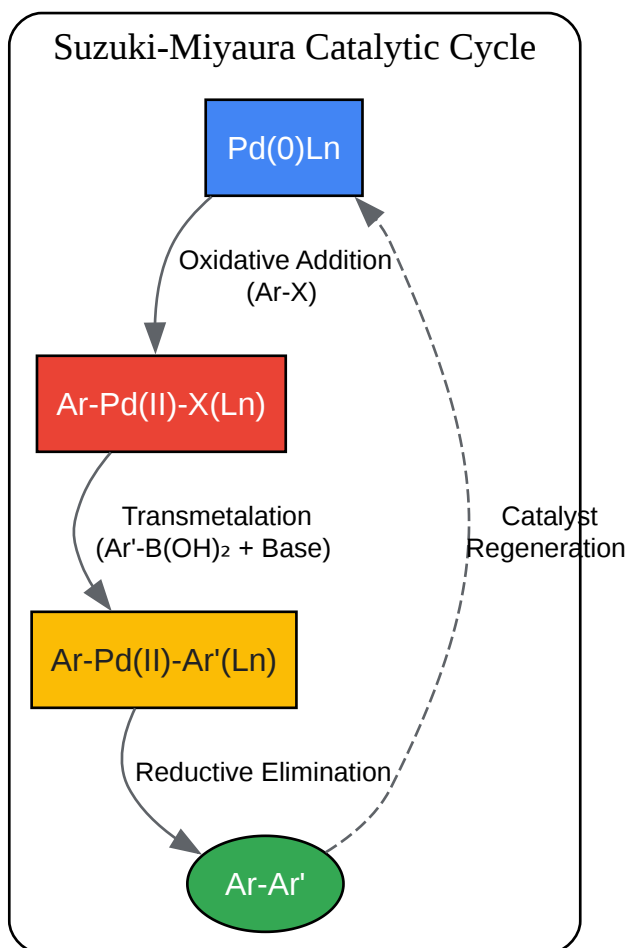 Suzuki-Miyaura Catalytic Cycle
Pd(0)Ln
Oxidative Addition
(Ar-X)
Ar-Pd(II)-X(Ln)
Transmetalation
(Ar'-B(OH)₂ + Base)
Catalyst
Regeneration
Ar-Pd(II)-Ar'(Ln)
Reductive Elimination
Ar-Ar'